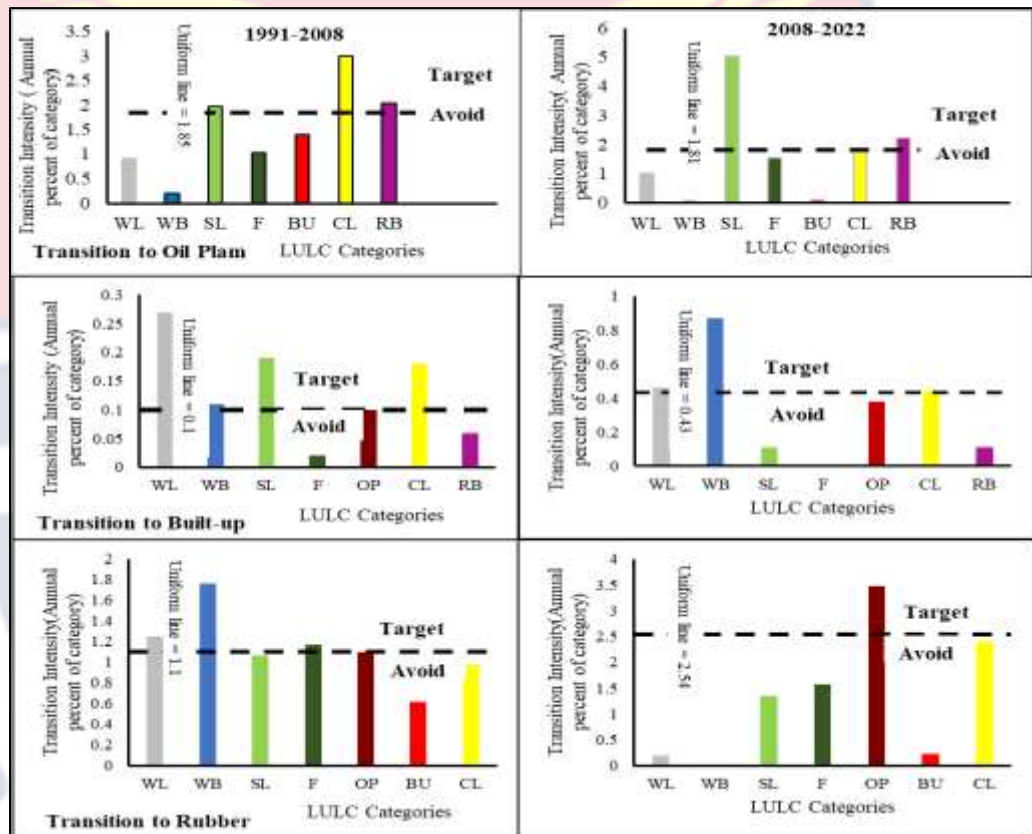 1991-2008
Transition Intensity ( Annual
percent of category)
3.5
3
2.5
2
1.5
1
0.5
0
Uniform line = 1.85
Target
Avoid
WL WB SL F BU CL RB
Transition to Oil Plam
LULC Categories
2008-2022
Transition Intensity( Annual
percent of category)
6
5
4
3
2
1
0
Uniform line = 1.81
Target
Avoid
WL WB SL F BU CL RB
LULC Categories
Transition Intensity (Annual
percent of category)
0.3
0.25
0.2
0.15
0.1
0.05
0
Uniform line = 0.1
Target
Avoid
WL WB SL F OP CL RB
LULC Categories
Transition to Built-up
Transition Intensity(Annual
percent of category)
1
0.8
0.6
0.4
0.2
0
Uniform line = 0.43
Target
Avoid
WL WB SL F OP CL RB
LULC Categories
Transition Intensity(Annual
percent of category)
2
1.8
1.6
1.4
1.2
1
0.8
0.6
0.4
0.2
0
Uniform line = 1.1
Target
Avoid
WL WB SL F OP BU CL
LULC Categories
Transition to Rubber
Transition Intensity(Annual
percent of category)
4
3.5
3
2.5
2
1.5
1
0.5
0
Uniform line = 2.54
Target
Avoid
WL WB SL F OP BU CL
LULC Categories